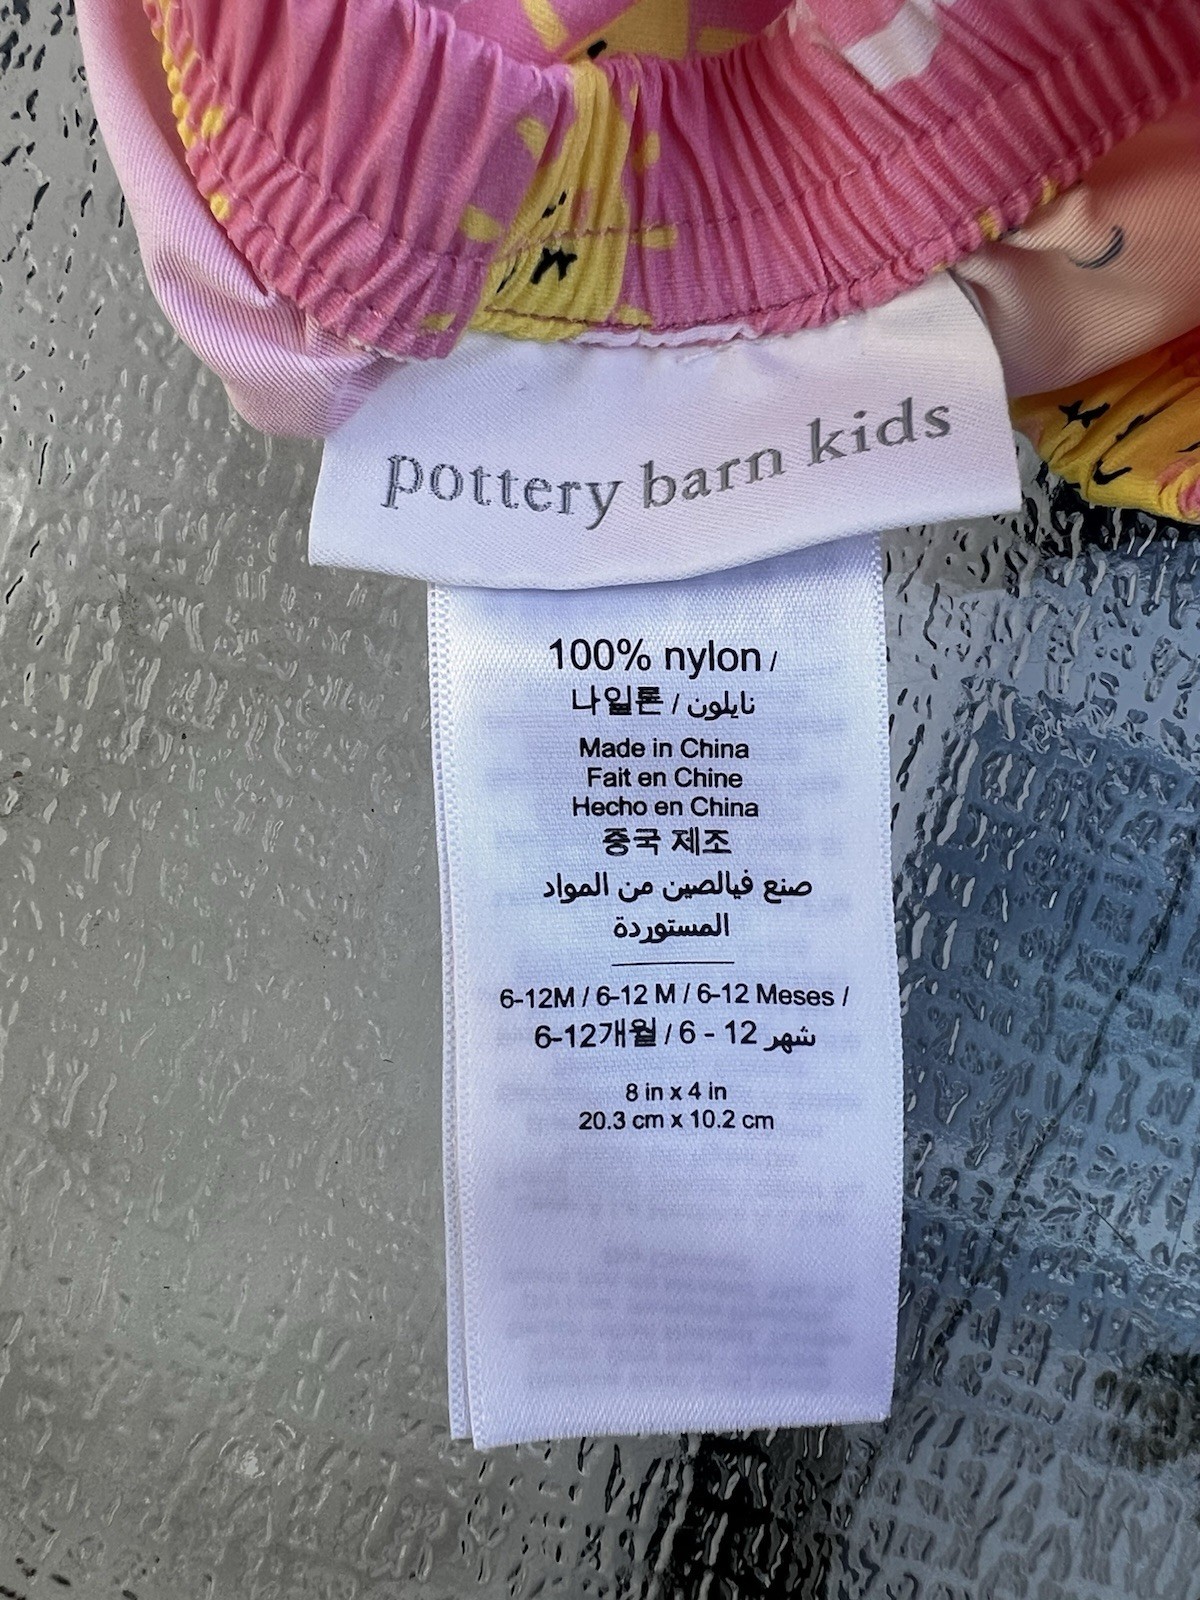 pottery barn kids
100% nylon /
나일론 / نايلون
Made in China
Fait en Chine
Hecho en China
중국 제조
صنع فيالصين من المواد
المستوردة
6-12M / 6-12 M / 6-12 Meses /
6-12개월 / 6 - 12 شهر
8 in x 4 in
20.3 cm x 10.2 cm